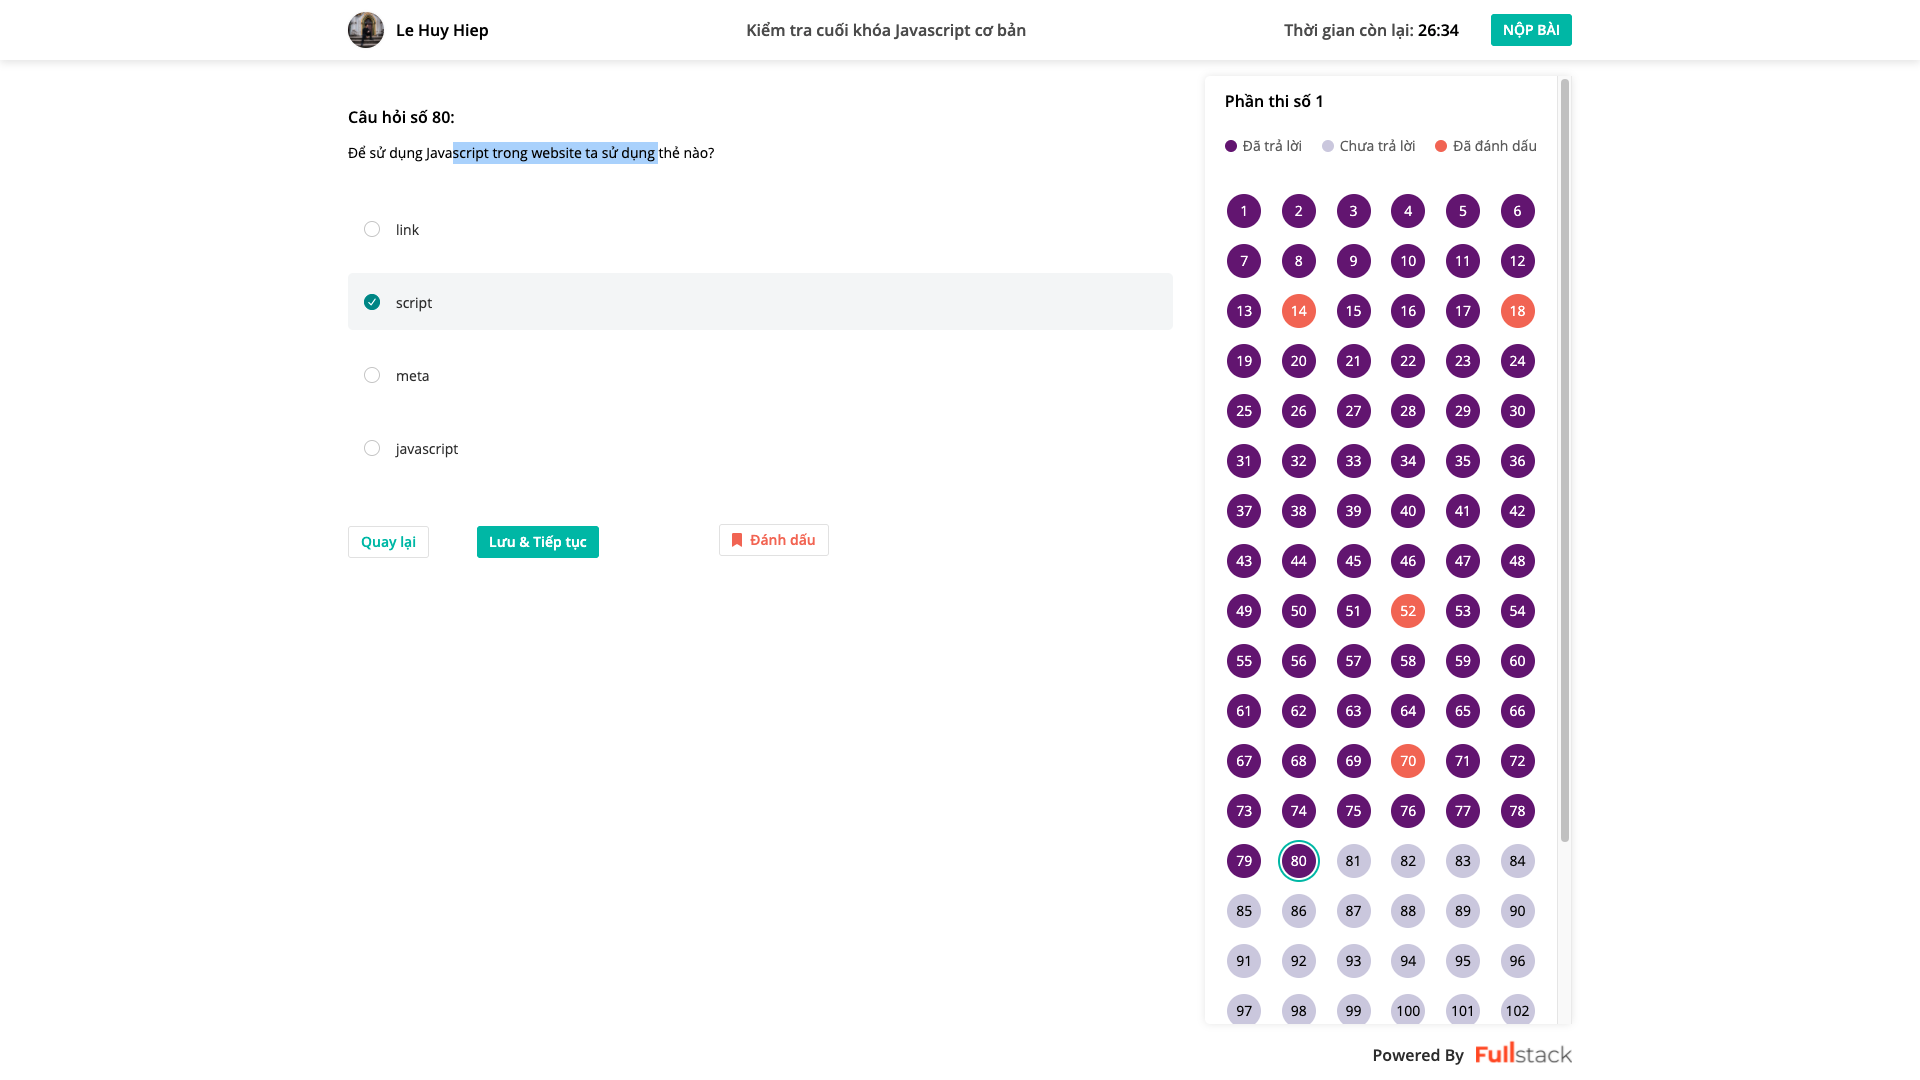 Le Huy Hiep
Kiểm tra cuối khóa Javascript cơ bản
Thời gian còn lại: 26:34
NỘP BÀI
Câu hỏi số 80:
Để sử dụng Javascript trong website ta sử dụng thẻ nào?
link
script
meta
javascript
Quay lại
Lưu & Tiếp tục
Đánh dấu
Phần thi số 1
Đã trả lời
Chưa trả lời
Đã đánh dấu
1 2 3 4 5 6
7 8 9 10 11 12
13 14 15 16 17 18
19 20 21 22 23 24
25 26 27 28 29 30
31 32 33 34 35 36
37 38 39 40 41 42
43 44 45 46 47 48
49 50 51 52 53 54
55 56 57 58 59 60
61 62 63 64 65 66
67 68 69 70 71 72
73 74 75 76 77 78
79 80 81 82 83 84
85 86 87 88 89 90
91 92 93 94 95 96
97 98 99 100 101 102
Powered By Fullstack